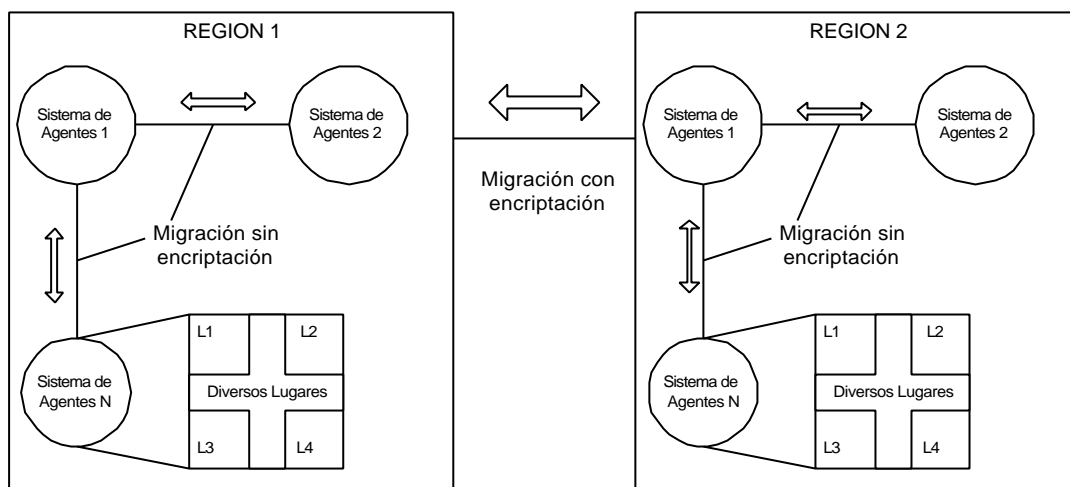 REGION 1
Sistema de
Agentes 1
Sistema de
Agentes 2
Migración sin
encriptación
Sistema de
Agentes N
L1
L2
Diversos Lugares
L3
L4
Migración con
encriptación
REGION 2
Sistema de
Agentes 1
Sistema de
Agentes 2
Migración sin
encriptación
Sistema de
Agentes N
L1
L2
Diversos Lugares
L3
L4